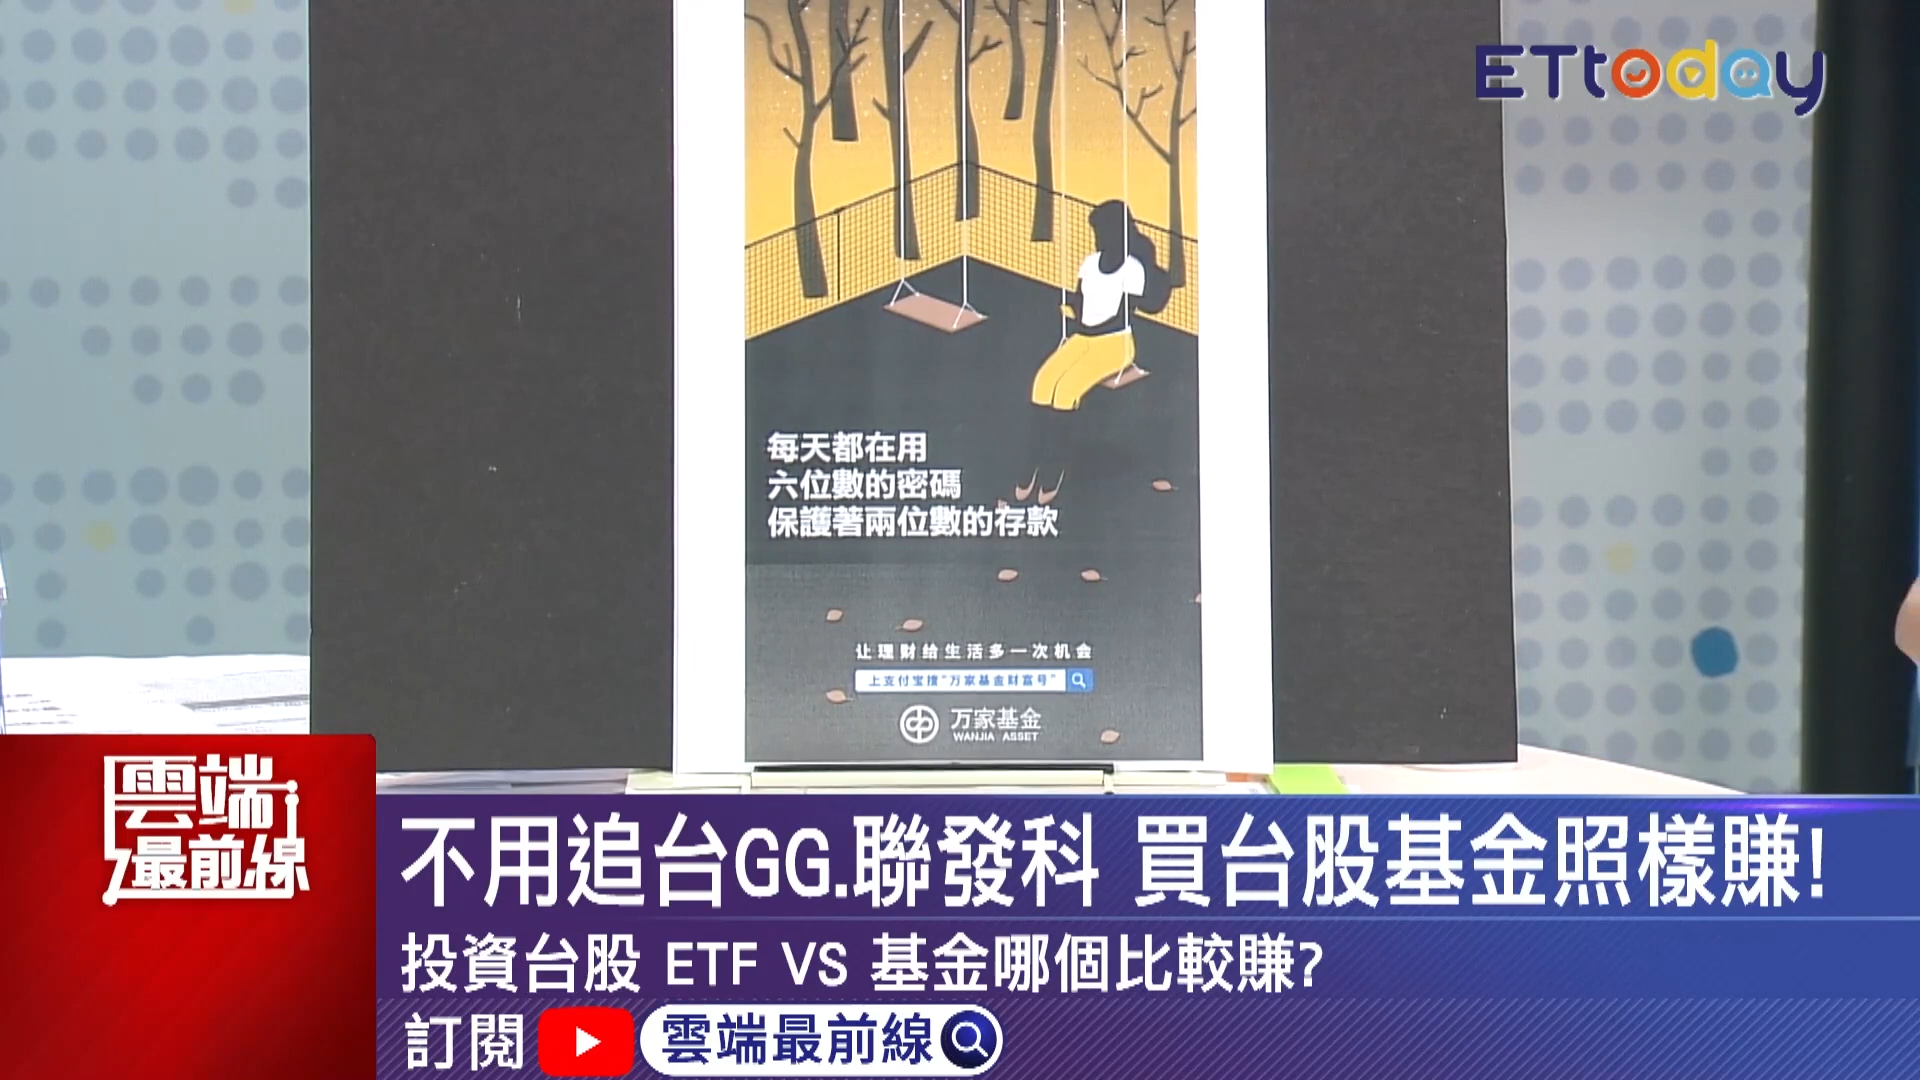 ETtoday
每天都在用
六位數的密碼
保護著兩位數的存款
让理财给生活多一次机会
上支付宝搜"万家基金财富号"
万家基金
WANJIA ASSET
雲端
最前線
不用追台GG.聯發科 買台股基金照樣賺!
投資台股 ETF VS 基金哪個比較賺?
訂閱 雲端最前線